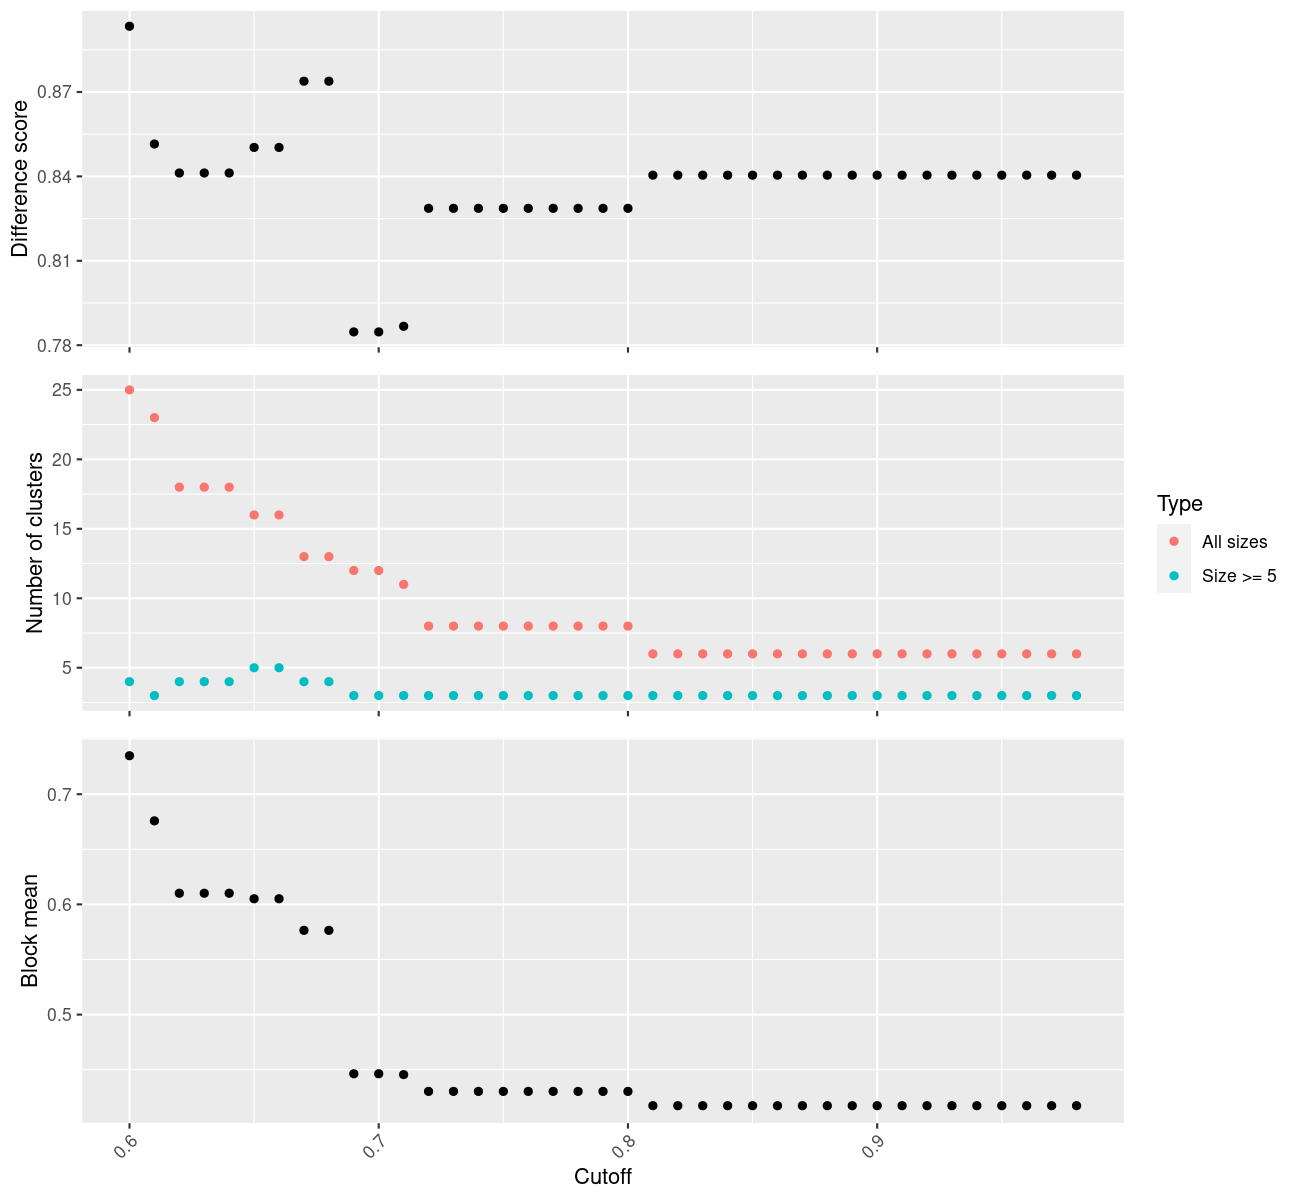 Difference score
0.87
0.84
0.81
0.78
Number of clusters
25
20
15
10
5
Type
All sizes
Size >= 5
Block mean
0.7
0.6
0.5
0.6
0.7
0.8
0.9
Cutoff